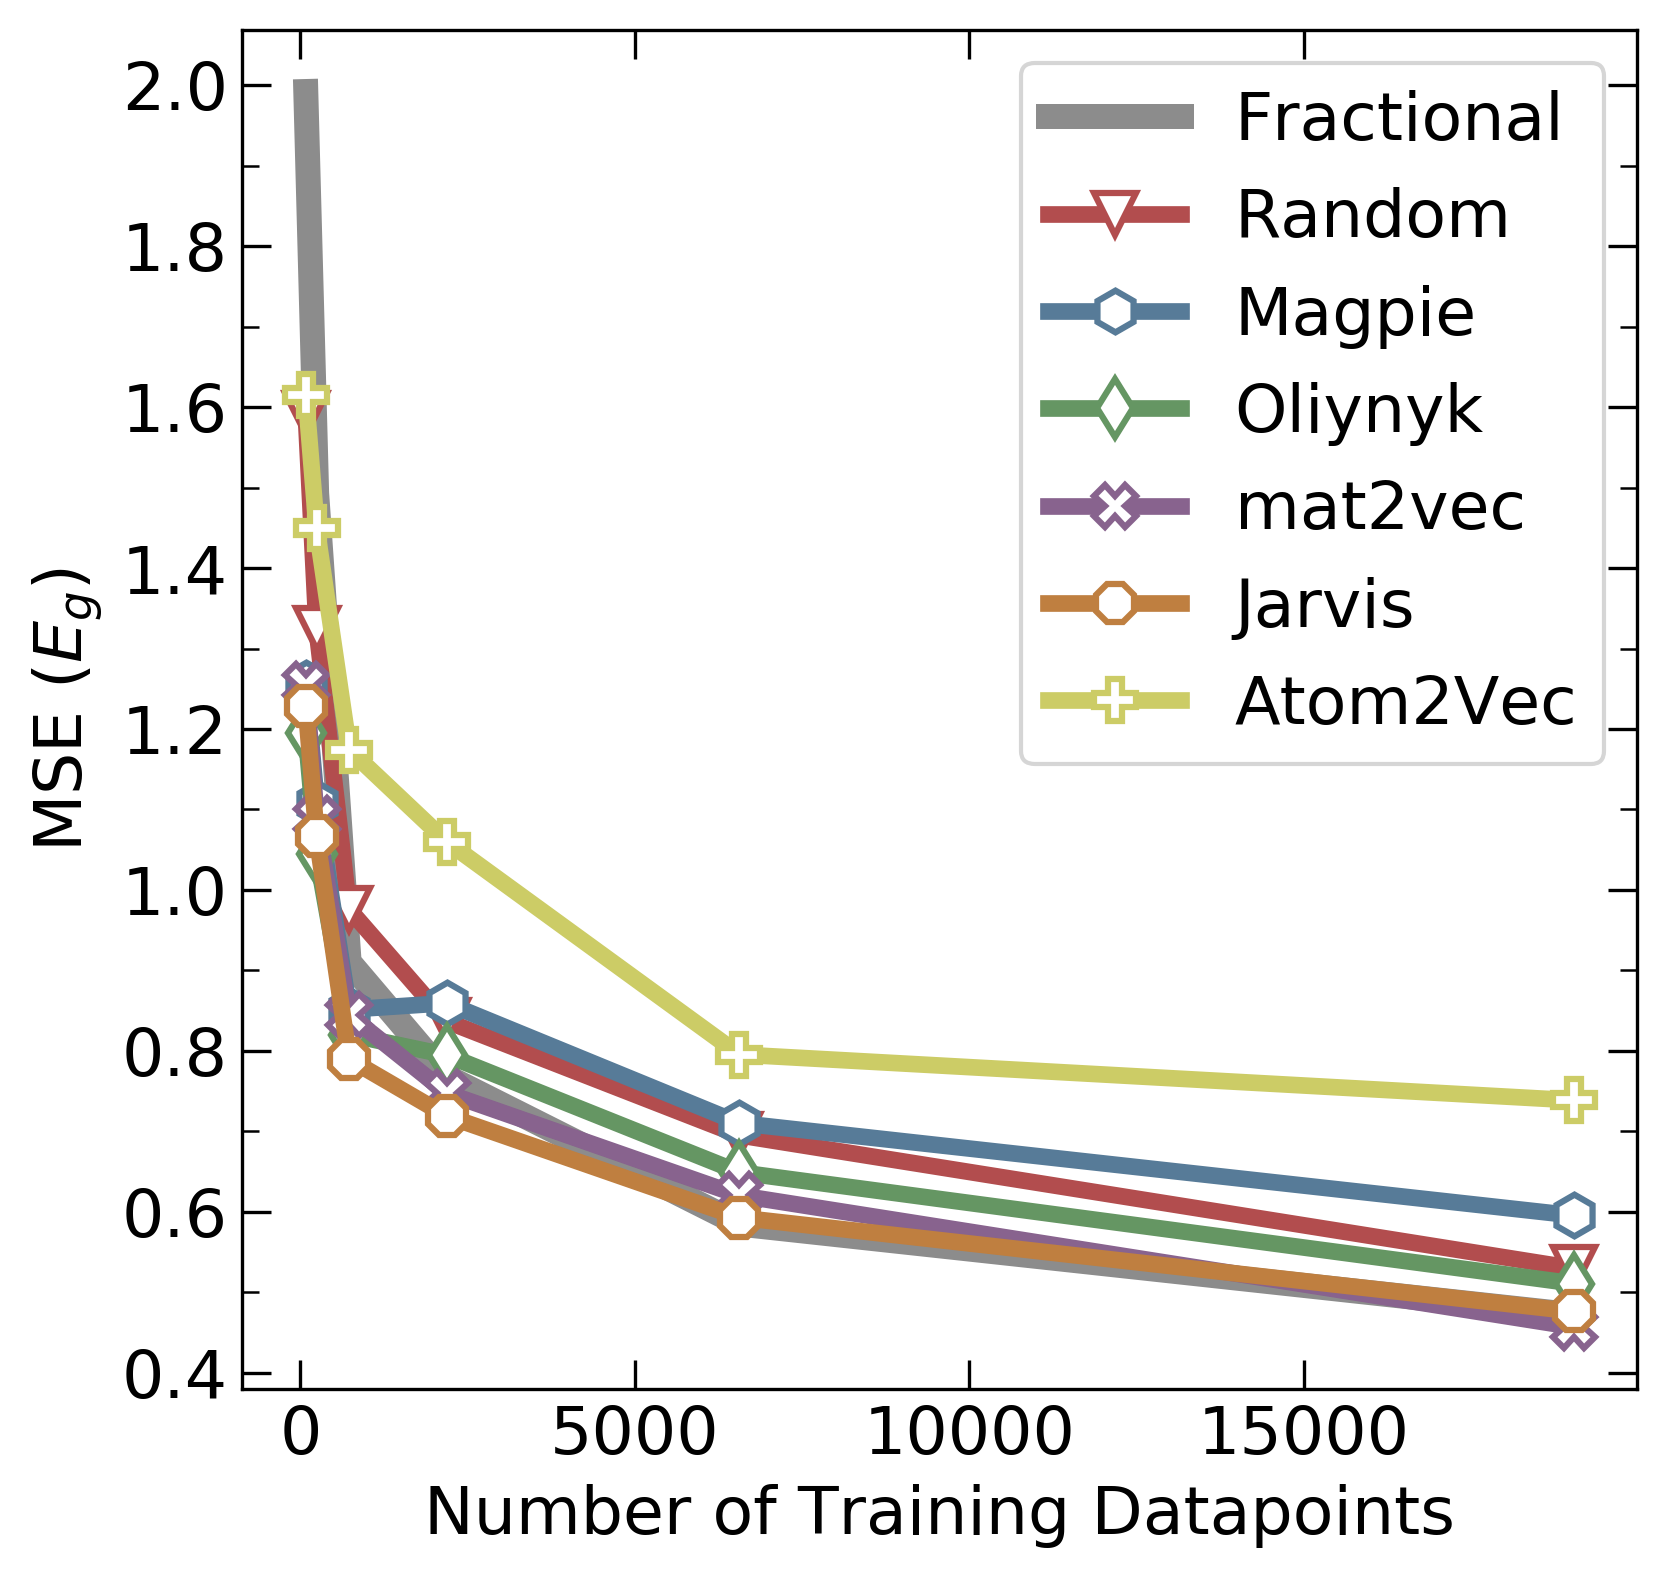 2.0
1.8
1.6
1.4
1.2
1.0
0.8
0.6
0.4
MSE (E_g)
0 5000 10000 15000
Number of Training Datapoints
Fractional
Random
Magpie
Oliynyk
mat2vec
Jarvis
Atom2Vec